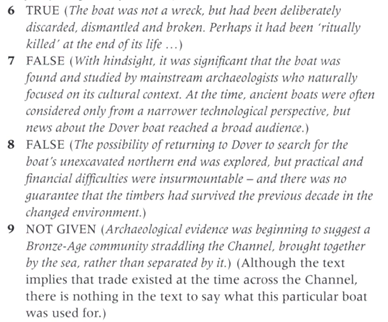 6 TRUE (The boat was not a wreck, but had been deliberately
discarded, dismantled and broken. Perhaps it had been ‘ritually
killed’ at the end of its life …)
7 FALSE (With hindsight, it was significant that the boat was
found and studied by mainstream archaeologists who naturally
focused on its cultural context. At the time, ancient boats were often
considered only from a narrower technological perspective, but
news about the Dover boat reached a broad audience.)
8 FALSE (The possibility of returning to Dover to search for the
boat’s unexcavated northern end was explored, but practical and
financial difficulties were insurmountable – and there was no
guarantee that the timbers had survived the previous decade in the
changed environment.)
9 NOT GIVEN (Archaeological evidence was beginning to suggest a
Bronze-Age community straddling the Channel, brought together
by the sea, rather than separated by it.) (Although the text
implies that trade existed at the time across the Channel,
there is nothing in the text to say what this particular boat
was used for.)